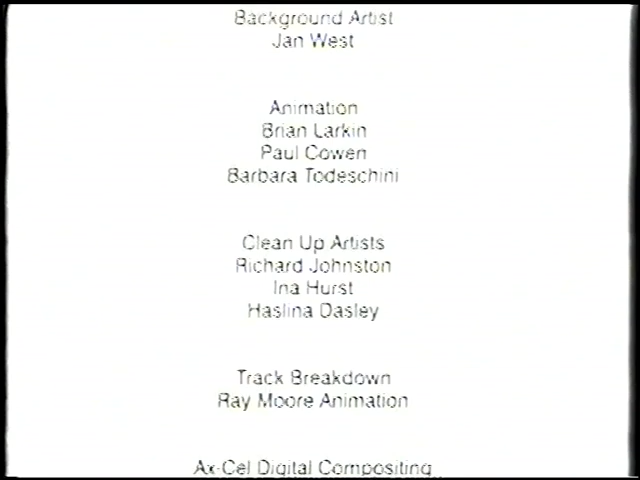 Background Artist
Jan West
Animation
Brian Larkin
Paul Cowen
Barbara Todeschini
Clean Up Artists
Richard Johnston
Ina Hurst
Haslina Dasley
Track Breakdown
Ray Moore Animation
Ax-Cel Digital Compositing